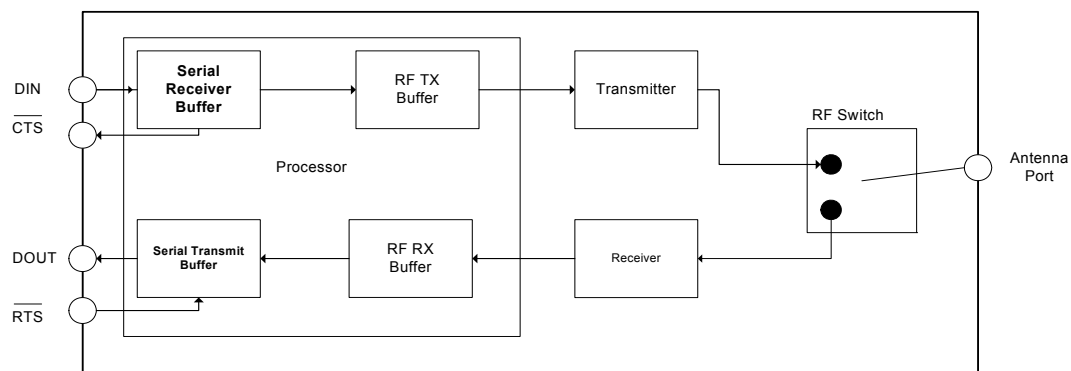 DIN
CTS
Serial
Receiver
Buffer
RF TX
Buffer
Transmitter
RF Switch
Antenna
Port
Processor
DOUT
RTS
Serial Transmit
Buffer
RF RX
Buffer
Receiver